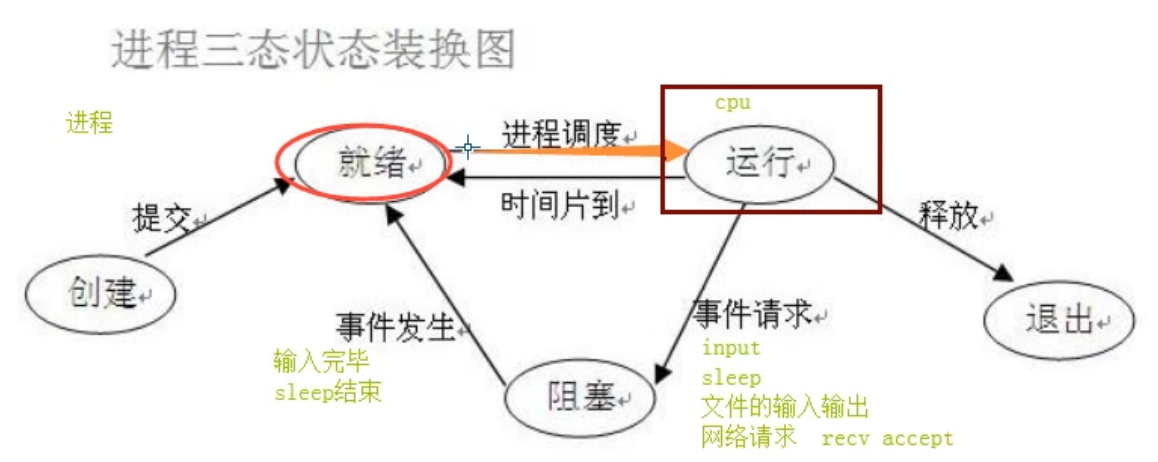 进程三态状态装换图
cpu
进程
进程调度
就绪
运行
时间片到
提交
释放
创建
退出
事件发生
事件请求
输入完毕
sleep结束
input
sleep
阻塞
文件的输入输出
网络请求 recv accept